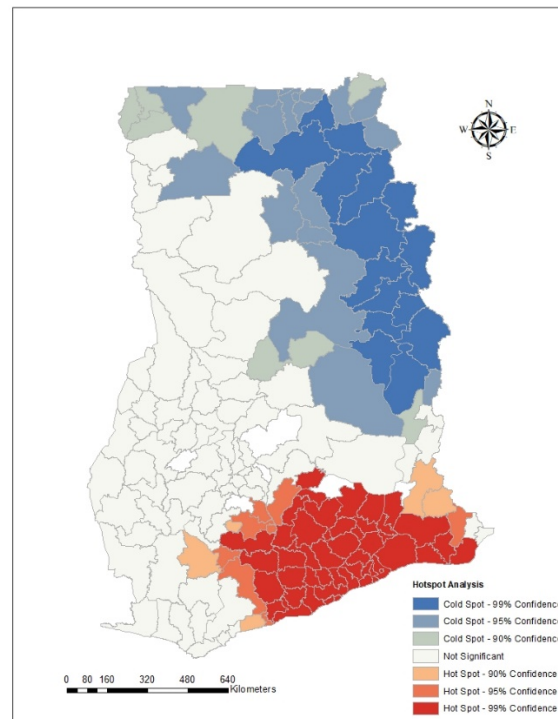 N
W E
S
Hotspot Analysis
Cold Spot - 99% Confidence
Cold Spot - 95% Confidence
Cold Spot - 90% Confidence
Not Significant
Hot Spot - 90% Confidence
Hot Spot - 95% Confidence
Hot Spot - 99% Confidence
0 80 160 320 480 640
Kilometers